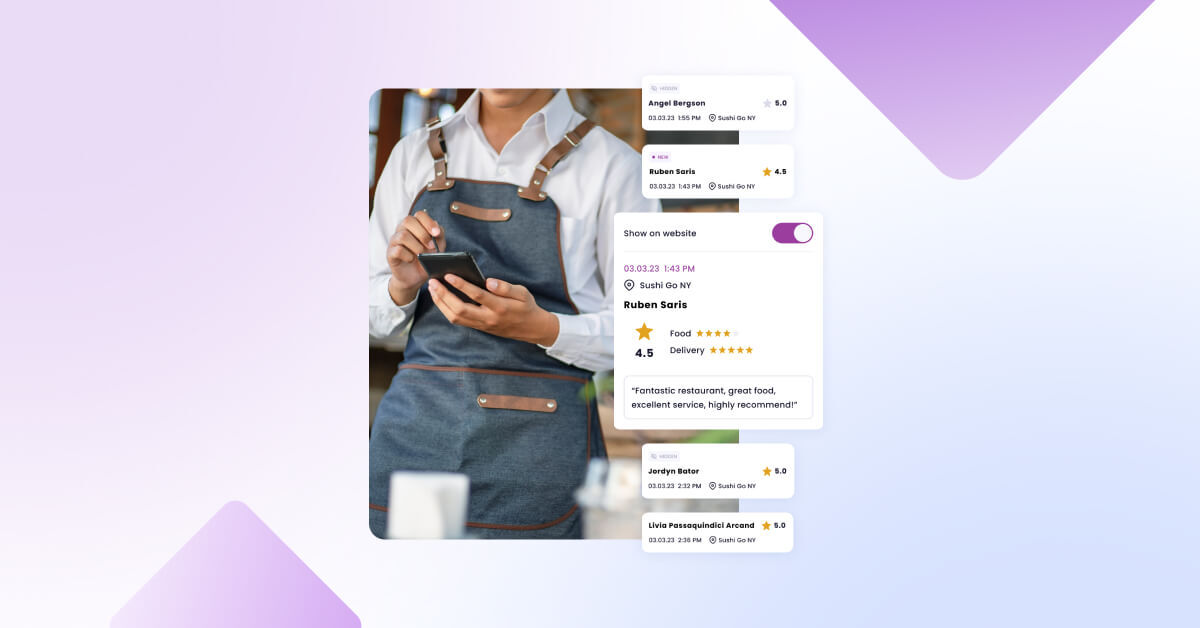 HIDDEN
Angel Bergson 5.0
03.03.23 1:55 PM Sushi Go NY
NEW
Ruben Saris 4.5
03.03.23 1:43 PM Sushi Go NY
Show on website
03.03.23 1:43 PM
Sushi Go NY
Ruben Saris
Food
4.5
Delivery
“Fantastic restaurant, great food,
excellent service, highly recommend!”
HIDDEN
Jordyn Bator 5.0
03.03.23 2:32 PM Sushi Go NY
Livia Passaquindici Arcand 5.0
03.03.23 2:36 PM Sushi Go NY